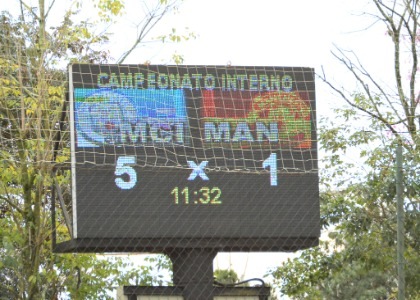 CAMPEONATO INTERNO
MCI MAN
5 x 1
11:32